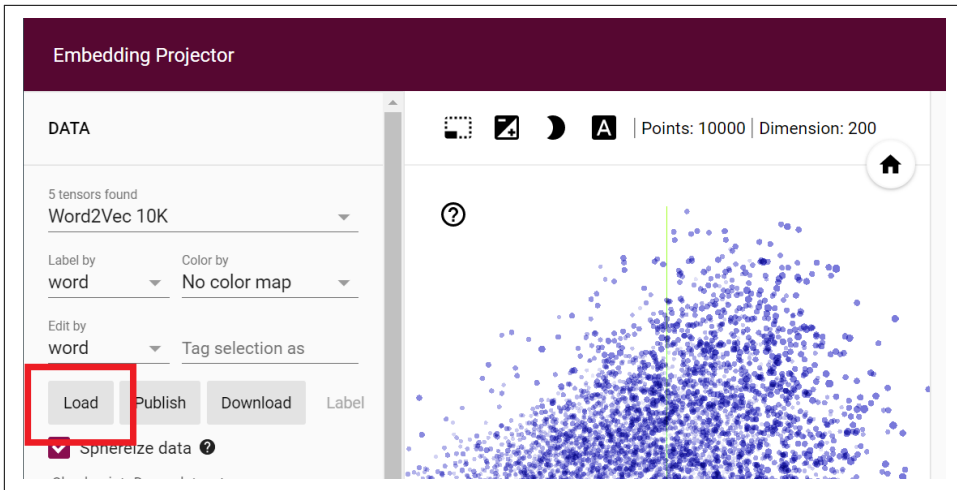 Embedding Projector
DATA
Points: 10000 | Dimension: 200
5 tensors found
Word2Vec 10K
Label by Color by
word No color map
Edit by
word Tag selection as
Load Publish Download Label
Sphereize data